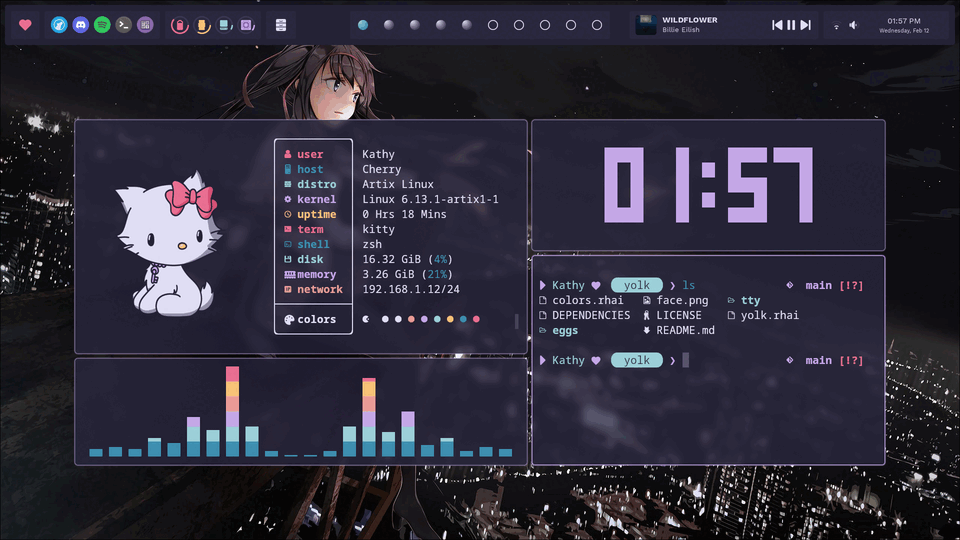 WILDFLOWER
Billie Eilish
01:57 PM
Wednesday, Feb 12
user Kathy
host Cherry
distro Artix Linux
kernel Linux 6.13.1-artix1-1
uptime 0 Hrs 18 Mins
term kitty
shell zsh
disk 16.32 GiB (4%)
memory 3.26 GiB (21%)
network 192.168.1.12/24
colors
01:57
Kathy yolk ❯ ls main [!?]
colors.rhai face.png tty
DEPENDENCIES LICENSE yolk.rhai
eggs README.md
Kathy yolk ❯ main [!?]